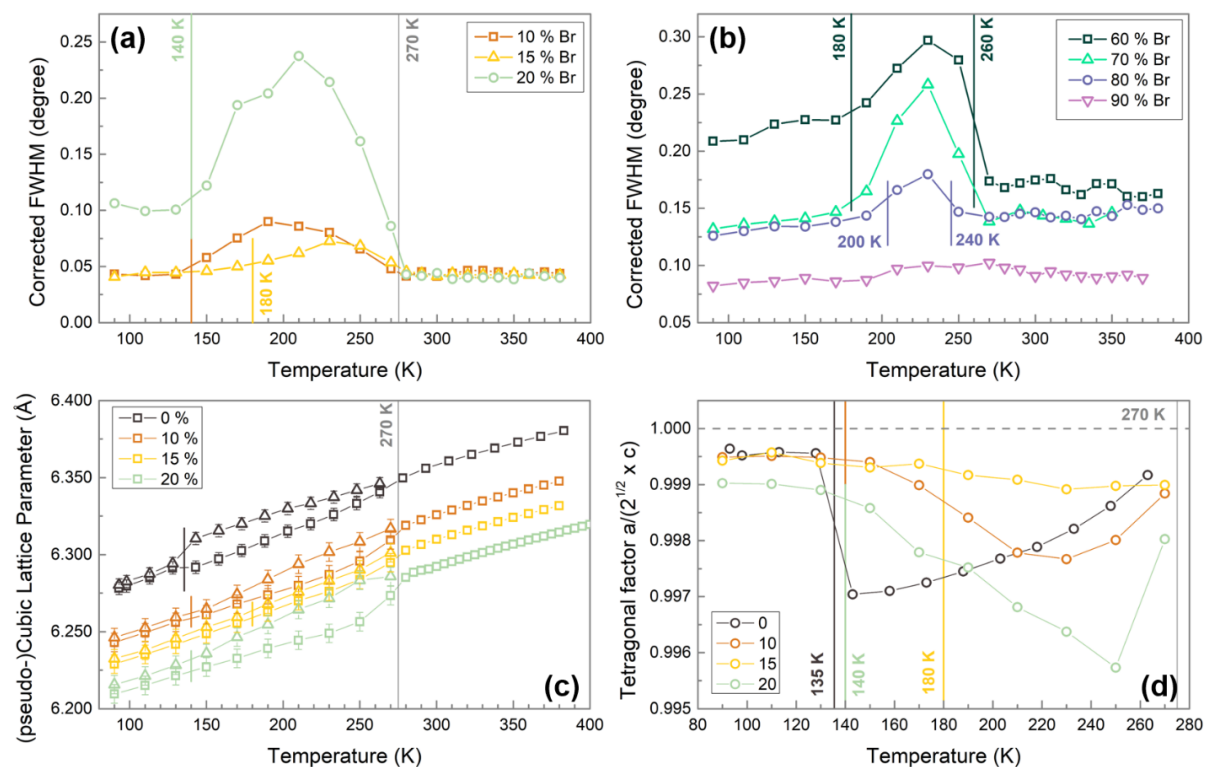 (a)
140 K
270 K
10 % Br
15 % Br
20 % Br
180 K
0.25
0.20
0.15
0.10
0.05
0.00
Corrected FWHM (degree)
100 150 200 250 300 350 400
Temperature (K)
(b)
180 K
260 K
60 % Br
70 % Br
80 % Br
90 % Br
200 K
240 K
0.30
0.25
0.20
0.15
0.10
0.05
Corrected FWHM (degree)
100 150 200 250 300 350 400
Temperature (K)
0 %
10 %
15 %
20 %
270 K
(c)
6.400
6.350
6.300
6.250
6.200
(pseudo-)Cubic Lattice Parameter (Å)
100 150 200 250 300 350 400
Temperature (K)
270 K
1.000
0.999
0.998
0.997
0.996
0.995
Tetragonal factor a/(2^1/2 x c)
0
10
15
20
135 K
140 K
180 K
(d)
80 100 120 140 160 180 200 220 240 260 280
Temperature (K)